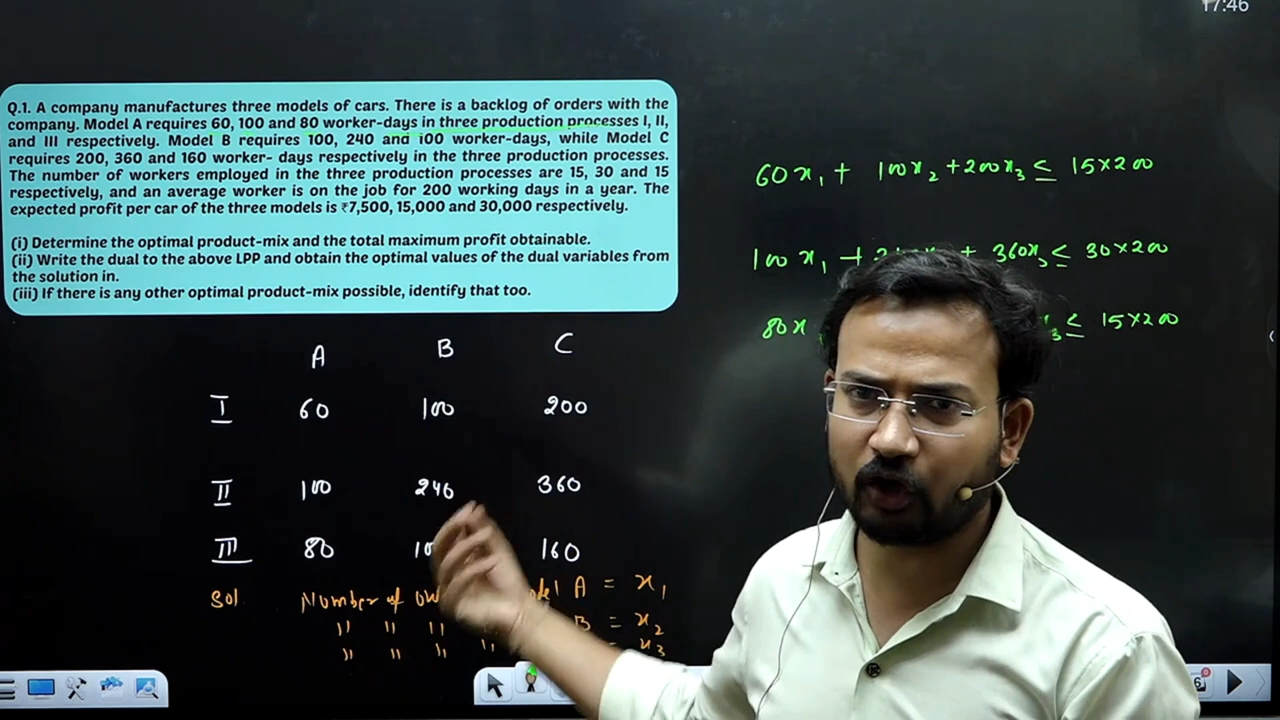 17:46
Q.1. A company manufactures three models of cars. There is a backlog of orders with the
company. Model A requires 60, 100 and 80 worker-days in three production processes I, II,
and III respectively. Model B requires 100, 240 and 100 worker-days, while Model C
requires 200, 360 and 160 worker- days respectively in the three production processes.
The number of workers employed in the three production processes are 15, 30 and 15
respectively, and an average worker is on the job for 200 working days in a year. The
expected profit per car of the three models is ₹7,500, 15,000 and 30,000 respectively.
(i) Determine the optimal product-mix and the total maximum profit obtainable.
(ii) Write the dual to the above LPP and obtain the optimal values of the dual variables from
the solution in.
(iii) If there is any other optimal product-mix possible, identify that too.
60x₁ + 100x₂ + 200x₃ ≤ 15×200
100x₁ + + 360x₃ ≤ 30×200
80x ₃ ≤ 15×200
A B C
I 60 100 200
II 100 240 360
III 80 160
Sol Number of A = x₁
" " " B = x₂
" " " " = x₃